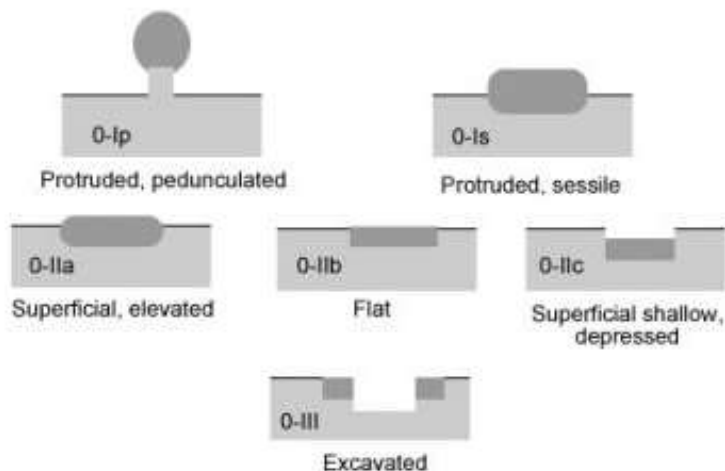 0-Ip
Protruded, pedunculated
0-Is
Protruded, sessile
0-IIa
Superficial, elevated
0-IIb
Flat
0-IIc
Superficial shallow,
depressed
0-III
Excavated